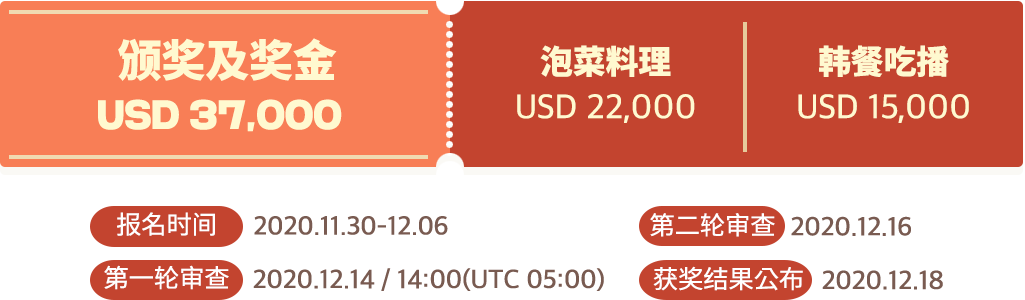 颁奖及奖金
USD 37,000
泡菜料理
USD 22,000
韩餐吃播
USD 15,000
报名时间 2020.11.30-12.06
第二轮审查 2020.12.16
第一轮审查 2020.12.14 / 14:00(UTC 05:00)
获奖结果公布 2020.12.18